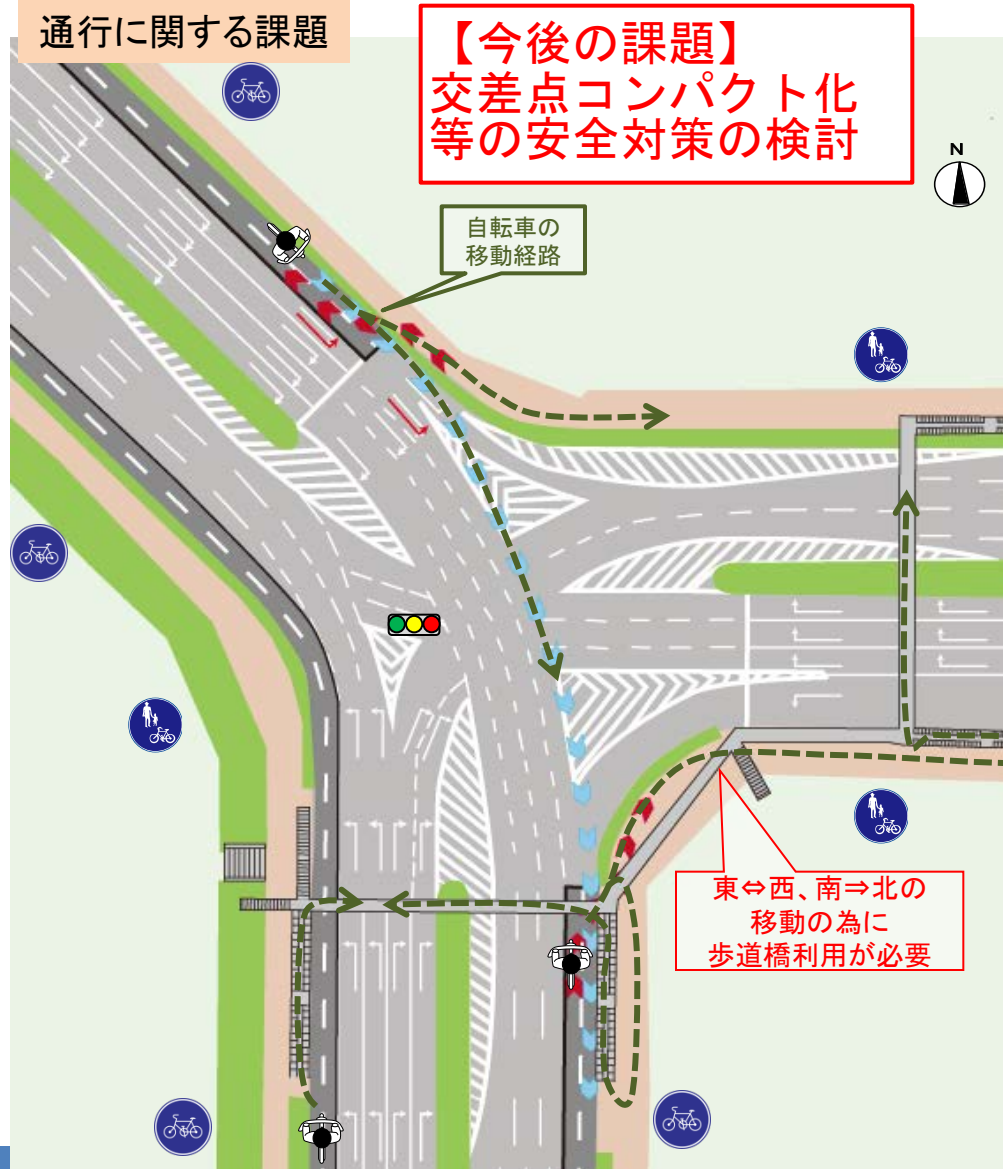 通行に関する課題
【今後の課題】
交差点コンパクト化
等の安全対策の検討
N
自転車の
移動経路
東⇔西、南⇒北の
移動の為に
歩道橋利用が必要